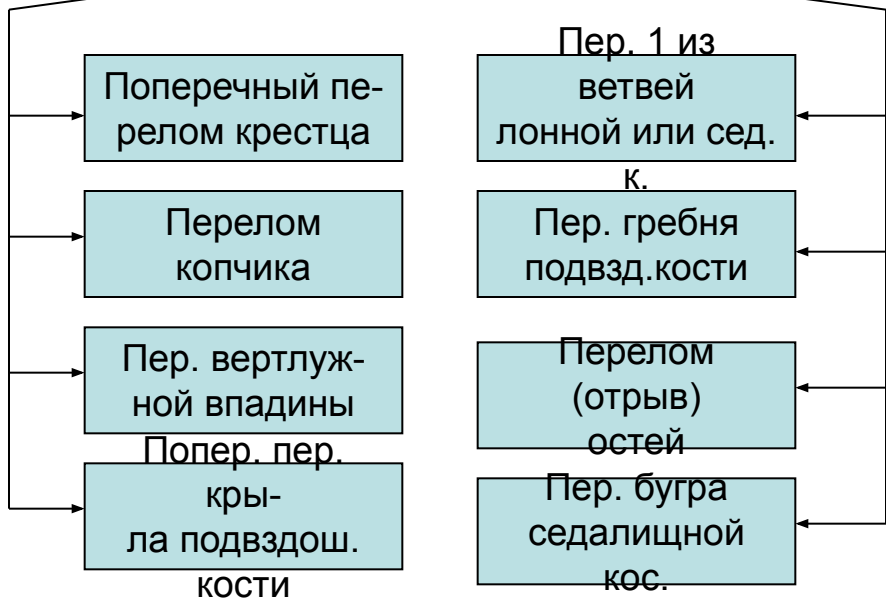 Поперечный пе-
релом крестца
Перелом
копчика
Пер. вертлуж-
ной впадины
Попер. пер.
кры-
ла подвздош.
кости
Пер. 1 из
ветвей
лонной или сед.
к.
Пер. гребня
подвзд.кости
Перелом
(отрыв)
остей
Пер. бугра
седалищной
кос.